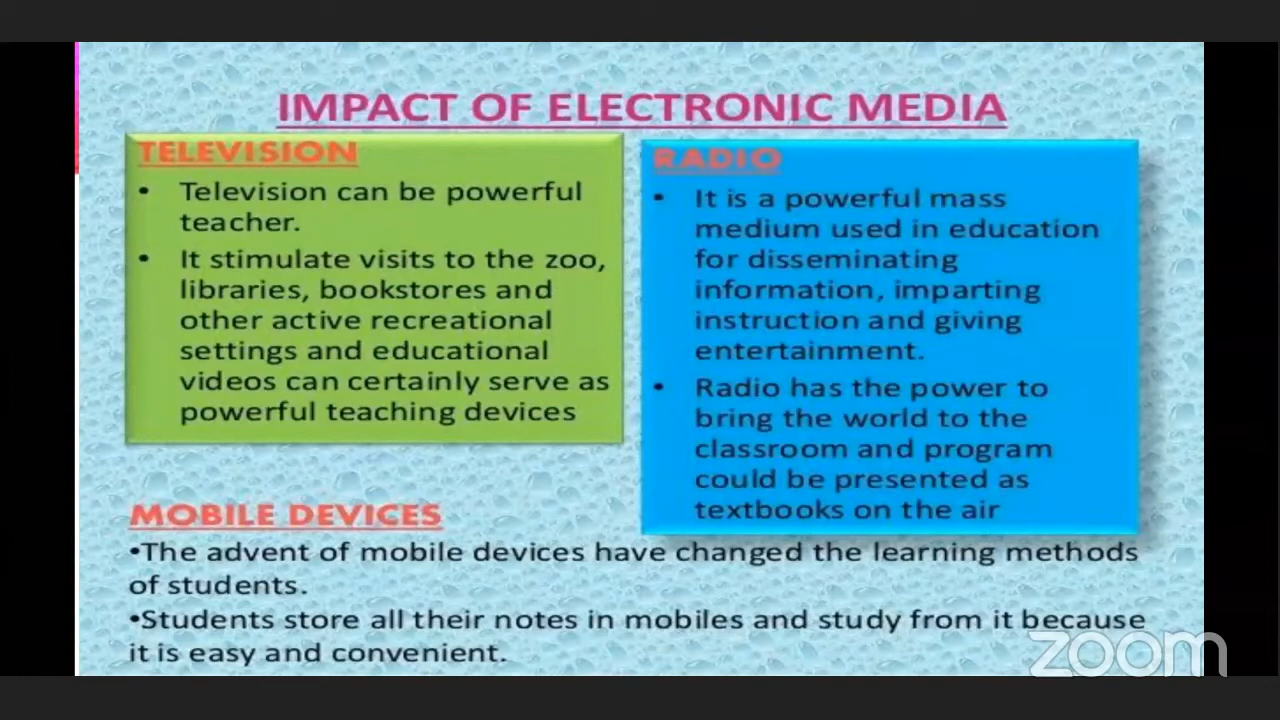 IMPACT OF ELECTRONIC MEDIA
TELEVISION
• Television can be powerful
teacher.
• It stimulate visits to the zoo,
libraries, bookstores and
other active recreational
settings and educational
videos can certainly serve as
powerful teaching devices
RADIO
• It is a powerful mass
medium used in education
for disseminating
information, imparting
instruction and giving
entertainment.
• Radio has the power to
bring the world to the
classroom and program
could be presented as
textbooks on the air
MOBILE DEVICES
•The advent of mobile devices have changed the learning methods
of students.
•Students store all their notes in mobiles and study from it because
it is easy and convenient.
zoom